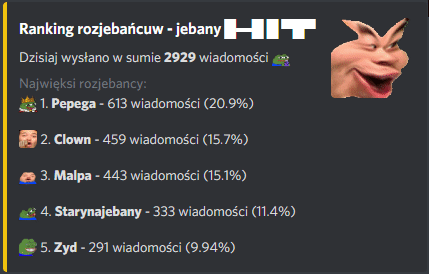 Ranking rozjebańcuw - jebany HIT
Dzisiaj wysłano w sumie 2929 wiadomości
Najwięksi rozjebancy:
1. Pepega - 613 wiadomości (20.9%)
2. Clown - 459 wiadomości (15.7%)
3. Malpa - 443 wiadomości (15.1%)
4. Starynajebany - 333 wiadomości (11.4%)
5. Zyd - 291 wiadomości (9.94%)